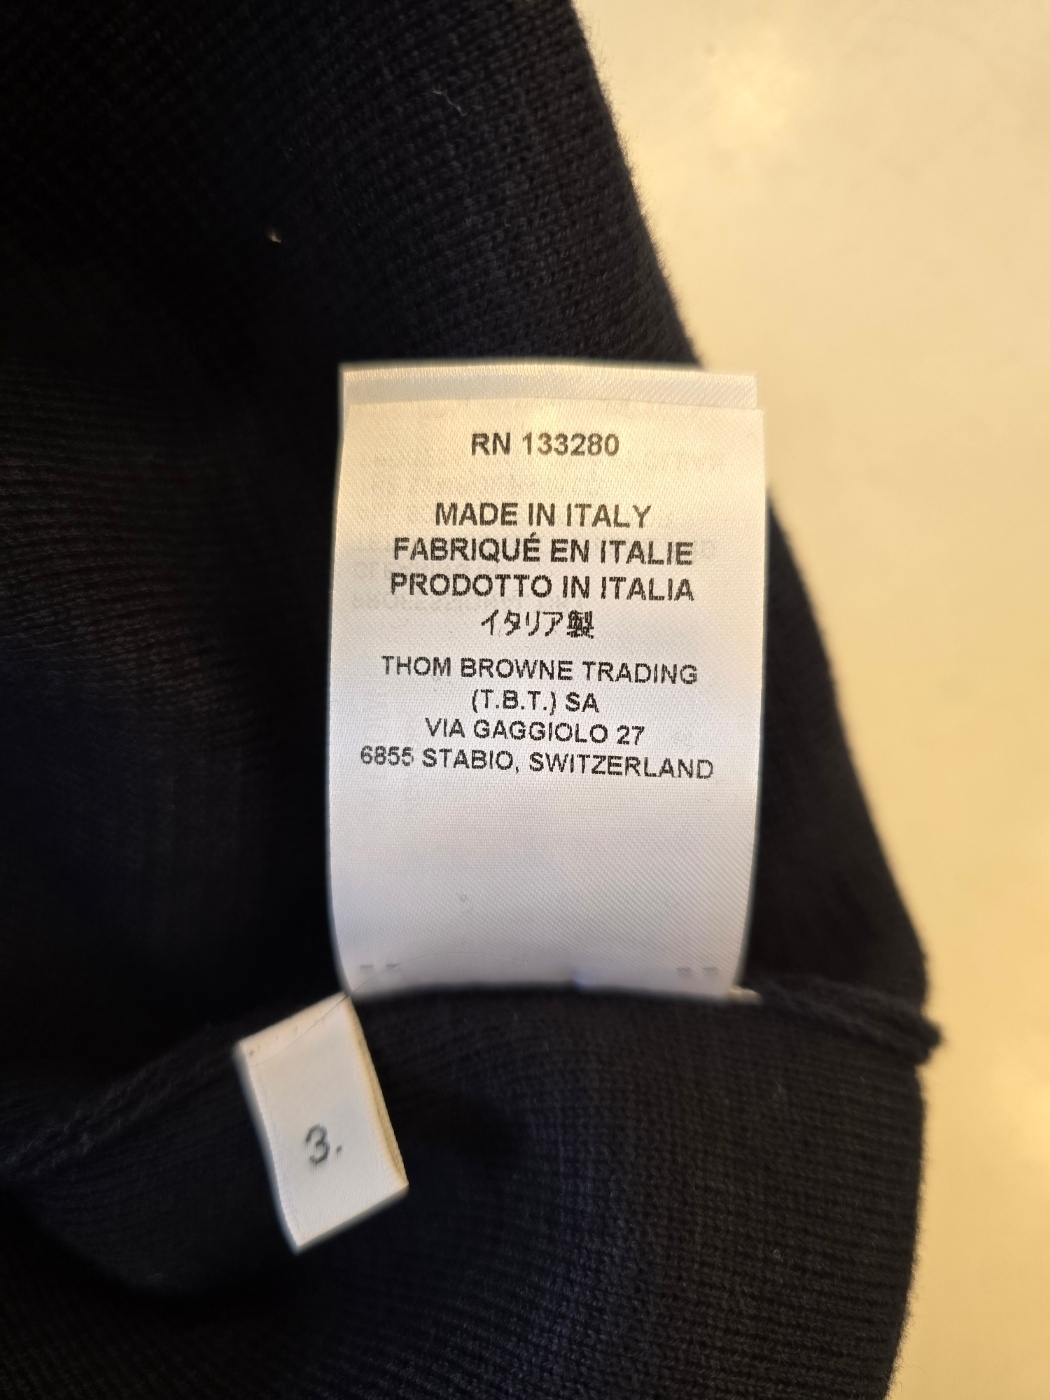 RN 133280
MADE IN ITALY
FABRIQUÉ EN ITALIE
PRODOTTO IN ITALIA
イタリア製
THOM BROWNE TRADING
(T.B.T.) SA
VIA GAGGIOLO 27
6855 STABIO, SWITZERLAND
3.